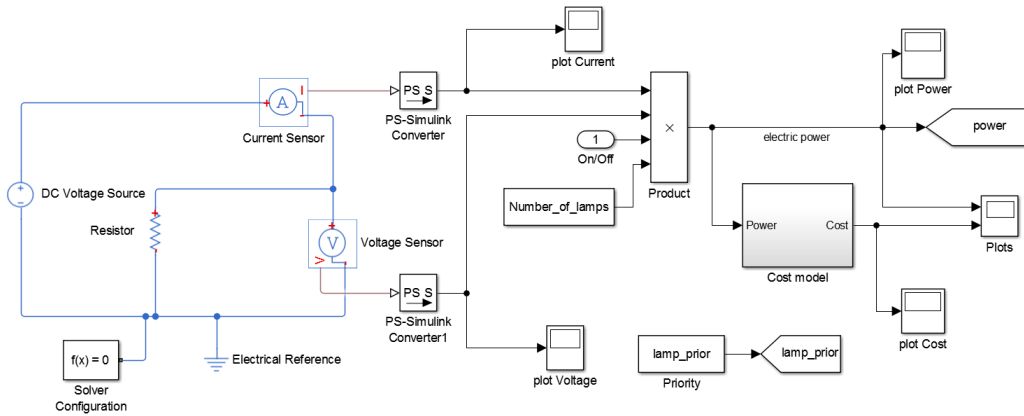 plot Current
plot Power
PS S
A
I
Current Sensor
PS-Simulink
Converter
power
electric power
1
On/Off
×
Product
DC Voltage Source
Number_of_lamps
Resistor
V
V
Voltage Sensor
Power
Cost
Cost model
Plots
PS S
PS-Simulink
Converter1
plot Cost
f(x) = 0
Solver
Configuration
Electrical Reference
plot Voltage
lamp_prior
Priority
lamp_prior